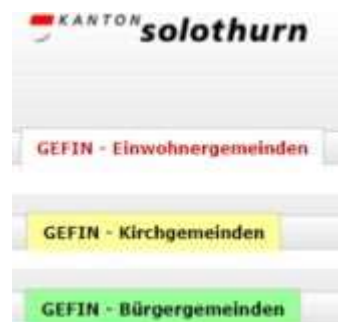 KANTON solothurn
GEFIN - Einwohnergemeinden
GEFIN - Kirchgemeinden
GEFIN - Bürgergemeinden